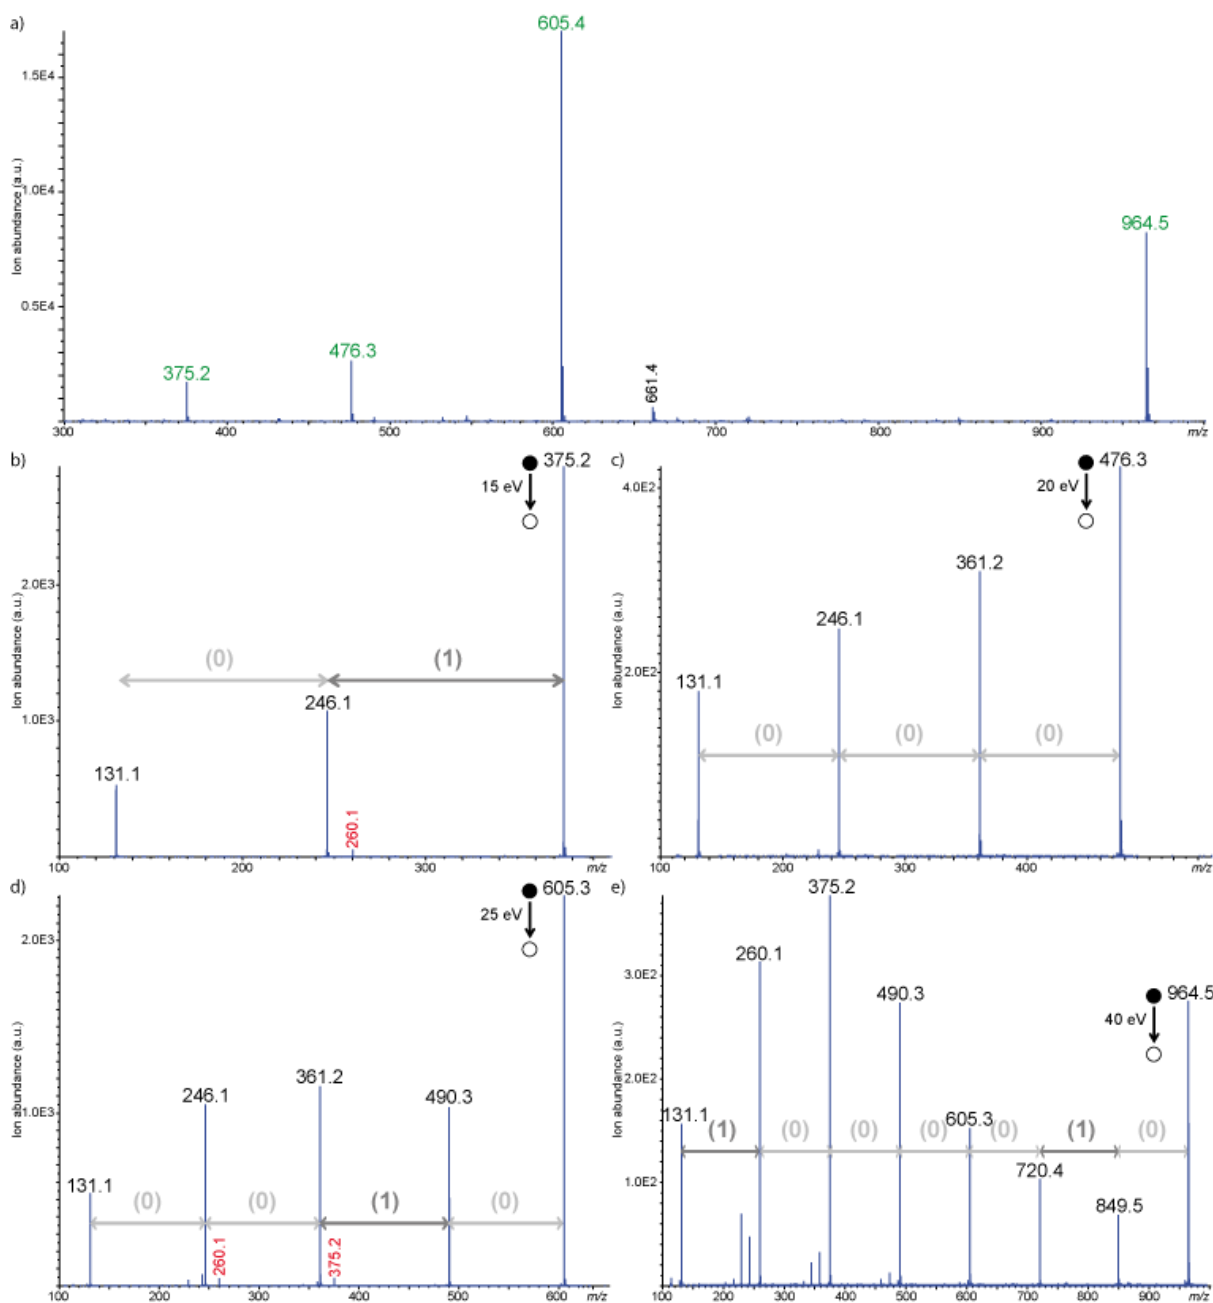 a)
605.4
1.5E4
1.0E4
0.5E4
Ion abundance (a.u.)
964.5
476.3
375.2
661.4
300 400 500 600 700 800 900 m/z
b)
375.2
15 eV
2.0E3
1.0E3
Ion abundance (a.u.)
(0) (1)
246.1
131.1
260.1
100 200 300 m/z
c)
476.3
20 eV
4.0E2
2.0E2
Ion abundance (a.u.)
361.2
246.1
131.1
(0) (0) (0)
100 200 300 400 m/z
d)
605.3
25 eV
2.0E3
1.0E3
Ion abundance (a.u.)
361.2
246.1
490.3
131.1
(0) (0) (1) (0)
260.1
375.2
100 200 300 400 500 600 m/z
e)
375.2
260.1
490.3
964.5
40 eV
3.0E2
2.0E2
1.0E2
Ion abundance (a.u.)
131.1
605.3
(1) (0) (0) (0) (0) (1) (0)
720.4
849.5
100 200 300 400 500 600 700 800 900 m/z